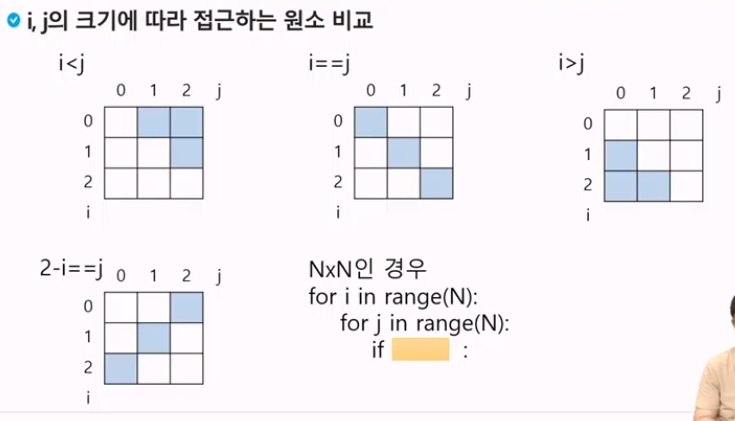 i, j의 크기에 따라 접근하는 원소 비교
i<j
0 1 2 j
0
1
2
i
i==j
0 1 2 j
0
1
2
i
i>j
0 1 2 j
0
1
2
i
2-i==j
0 1 2 j
0
1
2
i
NxN인 경우
for i in range(N):
for j in range(N):
if :